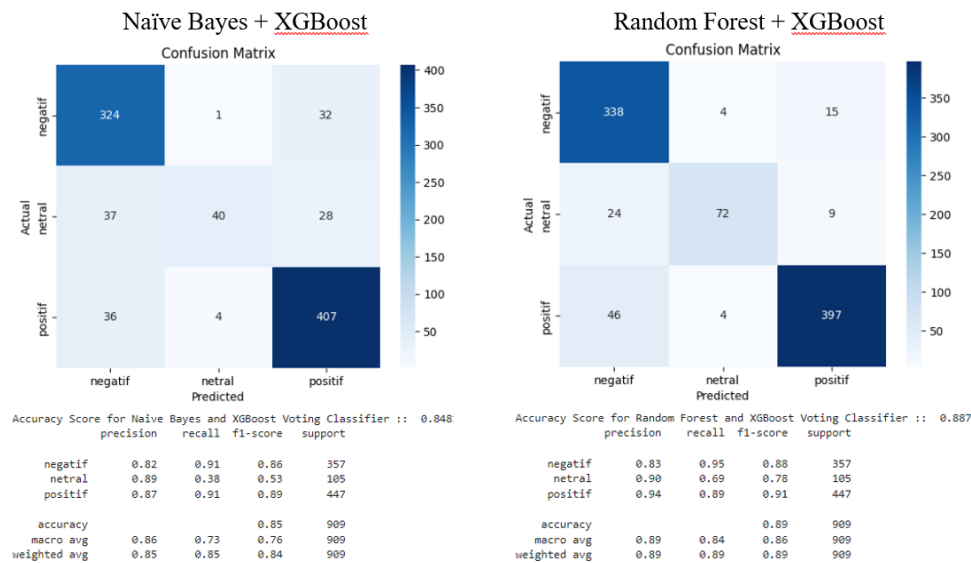 Naïve Bayes + XGBoost
Confusion Matrix
negatif
324
1
32
Actual
netral
37
40
28
positif
36
4
407
negatif
netral
positif
Predicted
400
350
300
250
200
150
100
50
Accuracy Score for Naive Bayes and XGBoost Voting Classifier :: 0.848
precision recall f1-score support
negatif 0.82 0.91 0.86 357
netral 0.89 0.38 0.53 105
positif 0.87 0.91 0.89 447
accuracy 0.85 909
macro avg 0.86 0.73 0.76 909
weighted avg 0.85 0.85 0.84 909
Random Forest + XGBoost
Confusion Matrix
negatif
338
4
15
Actual
netral
24
72
9
positif
46
4
397
negatif
netral
positif
Predicted
350
300
250
200
150
100
50
Accuracy Score for Random Forest and XGBoost Voting Classifier :: 0.887
precision recall f1-score support
negatif 0.83 0.95 0.88 357
netral 0.90 0.69 0.78 105
positif 0.94 0.89 0.91 447
accuracy 0.89 909
macro avg 0.89 0.84 0.86 909
weighted avg 0.89 0.89 0.89 909